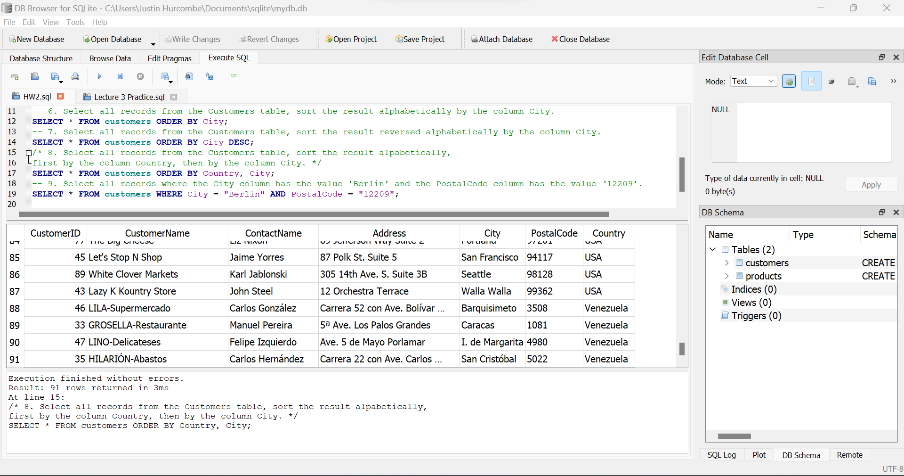 DB Browser for SQLite - C:\Users\Justin Hurcombe\Documents\sqlite\mydb.db
File Edit View Tools Help
New Database Open Database Write Changes Revert Changes Open Project Save Project Attach Database Close Database
Database Structure Browse Data Edit Pragmas Execute SQL
HW2.sql Lecture 3 Practice.sql
11 6. Select all records from the Customers table, sort the result alphabetically by the column City.
12 SELECT * FROM customers ORDER BY City;
13 -- 7. Select all records from the Customers table, sort the result reversed alphabetically by the column City.
14 SELECT * FROM customers ORDER BY City DESC;
15 /* 8. Select all records from the Customers table, sort the result alpabetically,
16 first by the column Country, then by the column City. */
17 SELECT * FROM customers ORDER BY Country, City;
18 -- 9. Select all records where the City column has the value 'Berlin' and the PostalCode column has the value '12209'.
19 SELECT * FROM customers WHERE City = "Berlin" AND PostalCode = "12209";
20
CustomerID CustomerName ContactName Address City PostalCode Country
85 45 Let's Stop N Shop Jaime Yorres 87 Polk St. Suite 5 San Francisco 94117 USA
86 89 White Clover Markets Karl Jablonski 305 14th Ave. S. Suite 3B Seattle 98128 USA
87 43 Lazy K Kountry Store John Steel 12 Orchestra Terrace Walla Walla 99362 USA
88 46 LILA-Supermercado Carlos González Carrera 52 con Ave. Bolívar ... Barquisimeto 3508 Venezuela
89 33 GROSELLA-Restaurante Manuel Pereira 5ª Ave. Los Palos Grandes Caracas 1081 Venezuela
90 47 LINO-Delicateses Felipe Izquierdo Ave. 5 de Mayo Porlamar I. de Margarita 4980 Venezuela
91 35 HILARIÓN-Abastos Carlos Hernández Carrera 22 con Ave. Carlos ... San Cristóbal 5022 Venezuela
Execution finished without errors.
Result: 91 rows returned in 3ms
At line 15:
/* 8. Select all records from the Customers table, sort the result alpabetically,
first by the column Country, then by the column City. */
SELECT * FROM customers ORDER BY Country, City;
Edit Database Cell
Mode: Text
NULL
Type of data currently in cell: NULL
0 byte(s)
Apply
DB Schema
Name Type Schema
Tables (2)
customers CREATE
products CREATE
Indices (0)
Views (0)
Triggers (0)
SQL Log Plot DB Schema Remote
UTF-8